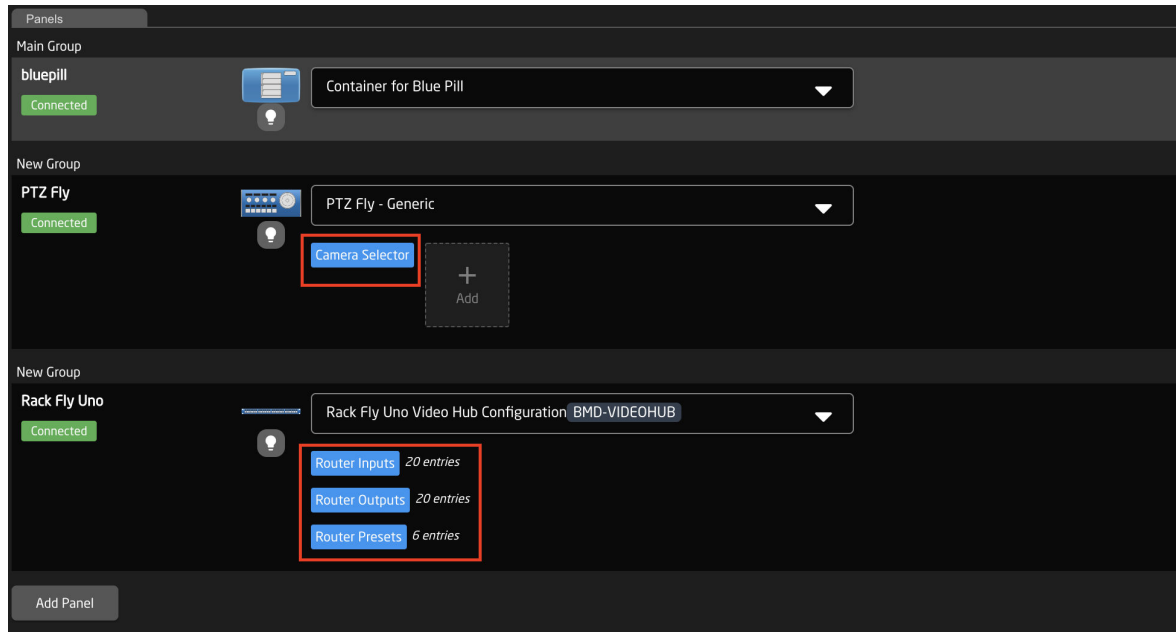 Panels
Main Group
bluepill
Connected
Container for Blue Pill
New Group
PTZ Fly
Connected
PTZ Fly - Generic
Camera Selector
+
Add
New Group
Rack Fly Uno
Connected
Rack Fly Uno Video Hub Configuration BMD-VIDEOHUB
Router Inputs 20 entries
Router Outputs 20 entries
Router Presets 6 entries
Add Panel